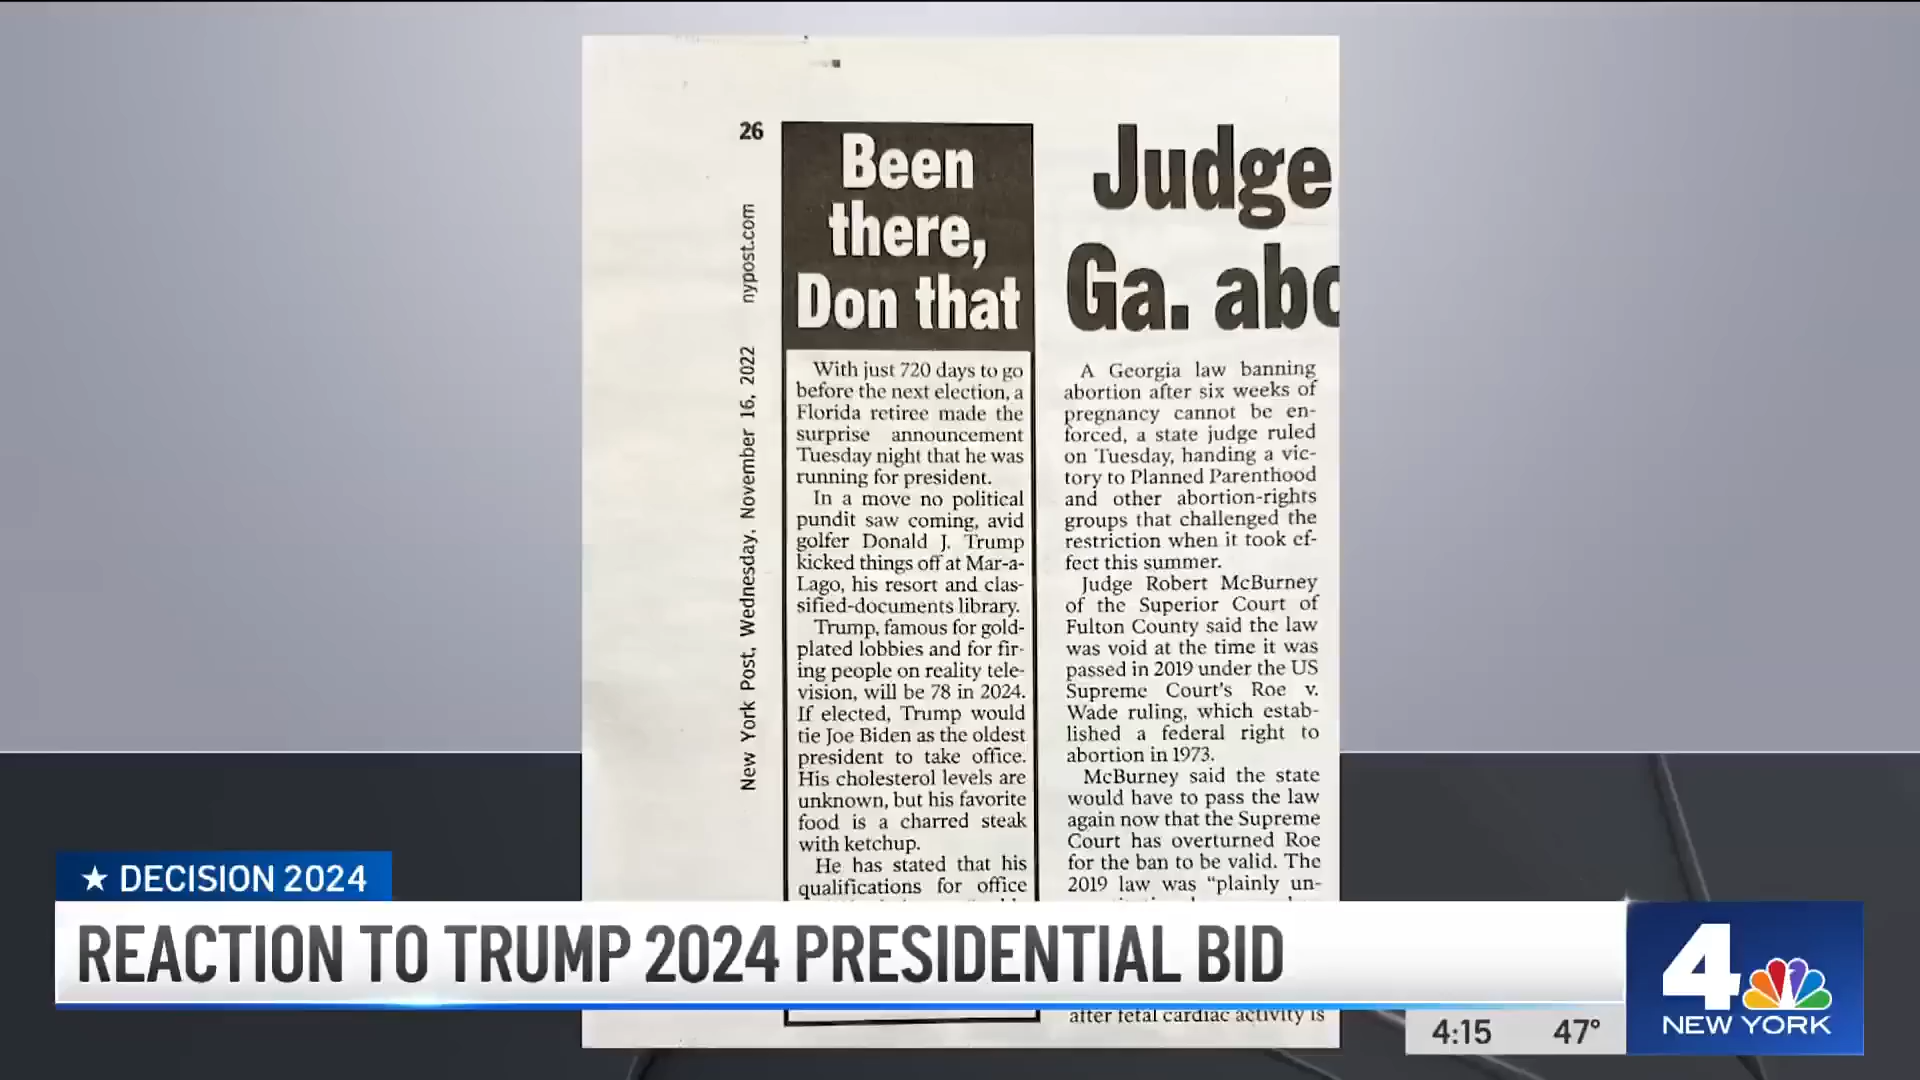 26
nypost.com
New York Post, Wednesday, November 16, 2022
Been
there,
Don that
With just 720 days to go
before the next election, a
Florida retiree made the
surprise announcement
Tuesday night that he was
running for president.
In a move no political
pundit saw coming, avid
golfer Donald J. Trump
kicked things off at Mar-a-
Lago, his resort and clas-
sified-documents library.
Trump, famous for gold-
plated lobbies and for fir-
ing people on reality tele-
vision, will be 78 in 2024.
If elected, Trump would
tie Joe Biden as the oldest
president to take office.
His cholesterol levels are
unknown, but his favorite
food is a charred steak
with ketchup.
He has stated that his
qualifications for office
Judge
Ga. abo
A Georgia law banning
abortion after six weeks of
pregnancy cannot be en-
forced, a state judge ruled
on Tuesday, handing a vic-
tory to Planned Parenthood
and other abortion-rights
groups that challenged the
restriction when it took ef-
fect this summer.
Judge Robert McBurney
of the Superior Court of
Fulton County said the law
was void at the time it was
passed in 2019 under the US
Supreme Court's Roe v.
Wade ruling, which estab-
lished a federal right to
abortion in 1973.
McBurney said the state
would have to pass the law
again now that the Supreme
Court has overturned Roe
for the ban to be valid. The
2019 law was “plainly un-
after fetal cardiac activity is
★ DECISION 2024
REACTION TO TRUMP 2024 PRESIDENTIAL BID
4
NEW YORK
4:15 47°